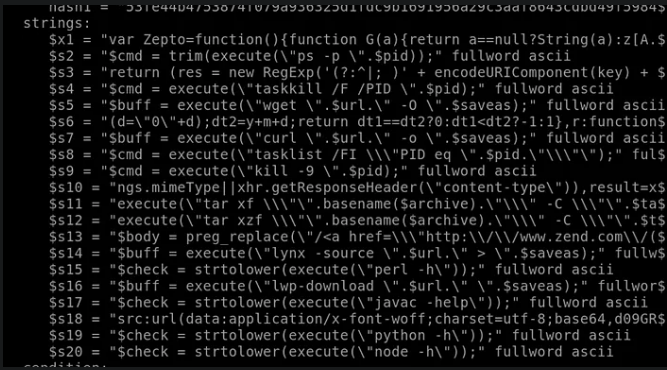 strings:
$x1 = "var Zepto=function(){function G(a){return a==null?String(a):z[A.$
$s2 = "$cmd = trim(execute(\"ps -p \".$pid));" fullword ascii
$s3 = "return (res = new RegExp('(?:^|; )' + encodeURIComponent(key) + $
$s4 = "$cmd = execute(\"taskkill /F /PID \".$pid);" fullword ascii
$s5 = "$buff = execute(\"wget \".$url.\" -O \".$saveas);" fullword ascii
$s6 = "(d=\"0\"+d);dt2=y+m+d;return dt1==dt2?0:dt1<dt2?-1:1},r:function$
$s7 = "$buff = execute(\"curl \".$url.\" -o \".$saveas);" fullword ascii
$s8 = "$cmd = execute(\"tasklist /FI \\\"PID eq \".$pid.\"\\\"\");" ful$
$s9 = "$cmd = execute(\"kill -9 \".$pid);" fullword ascii
$s10 = "ngs.mimeType||xhr.getResponseHeader(\"content-type\")),result=x$
$s11 = "execute(\"tar xf \\\"\".basename($archive).\"\\\" -C \\\"\".$ta$
$s12 = "execute(\"tar xzf \\\"\".basename($archive).\"\\\" -C \\\"\".$t$
$s13 = "$body = preg_replace(\"/<a href=\\\"http:\\/\\/www.zend.com\\/($
$s14 = "$buff = execute(\"lynx -source \".$url.\" > \".$saveas);" fullw$
$s15 = "$check = strtolower(execute(\"perl -h\"));" fullword ascii
$s16 = "$buff = execute(\"lwp-download \".$url.\" \".$saveas);" fullwor$
$s17 = "$check = strtolower(execute(\"javac -help\"));" fullword ascii
$s18 = "src:url(data:application/x-font-woff;charset=utf-8;base64,d09GR$
$s19 = "$check = strtolower(execute(\"python -h\"));" fullword ascii
$s20 = "$check = strtolower(execute(\"node -h\"));" fullword ascii
condition: